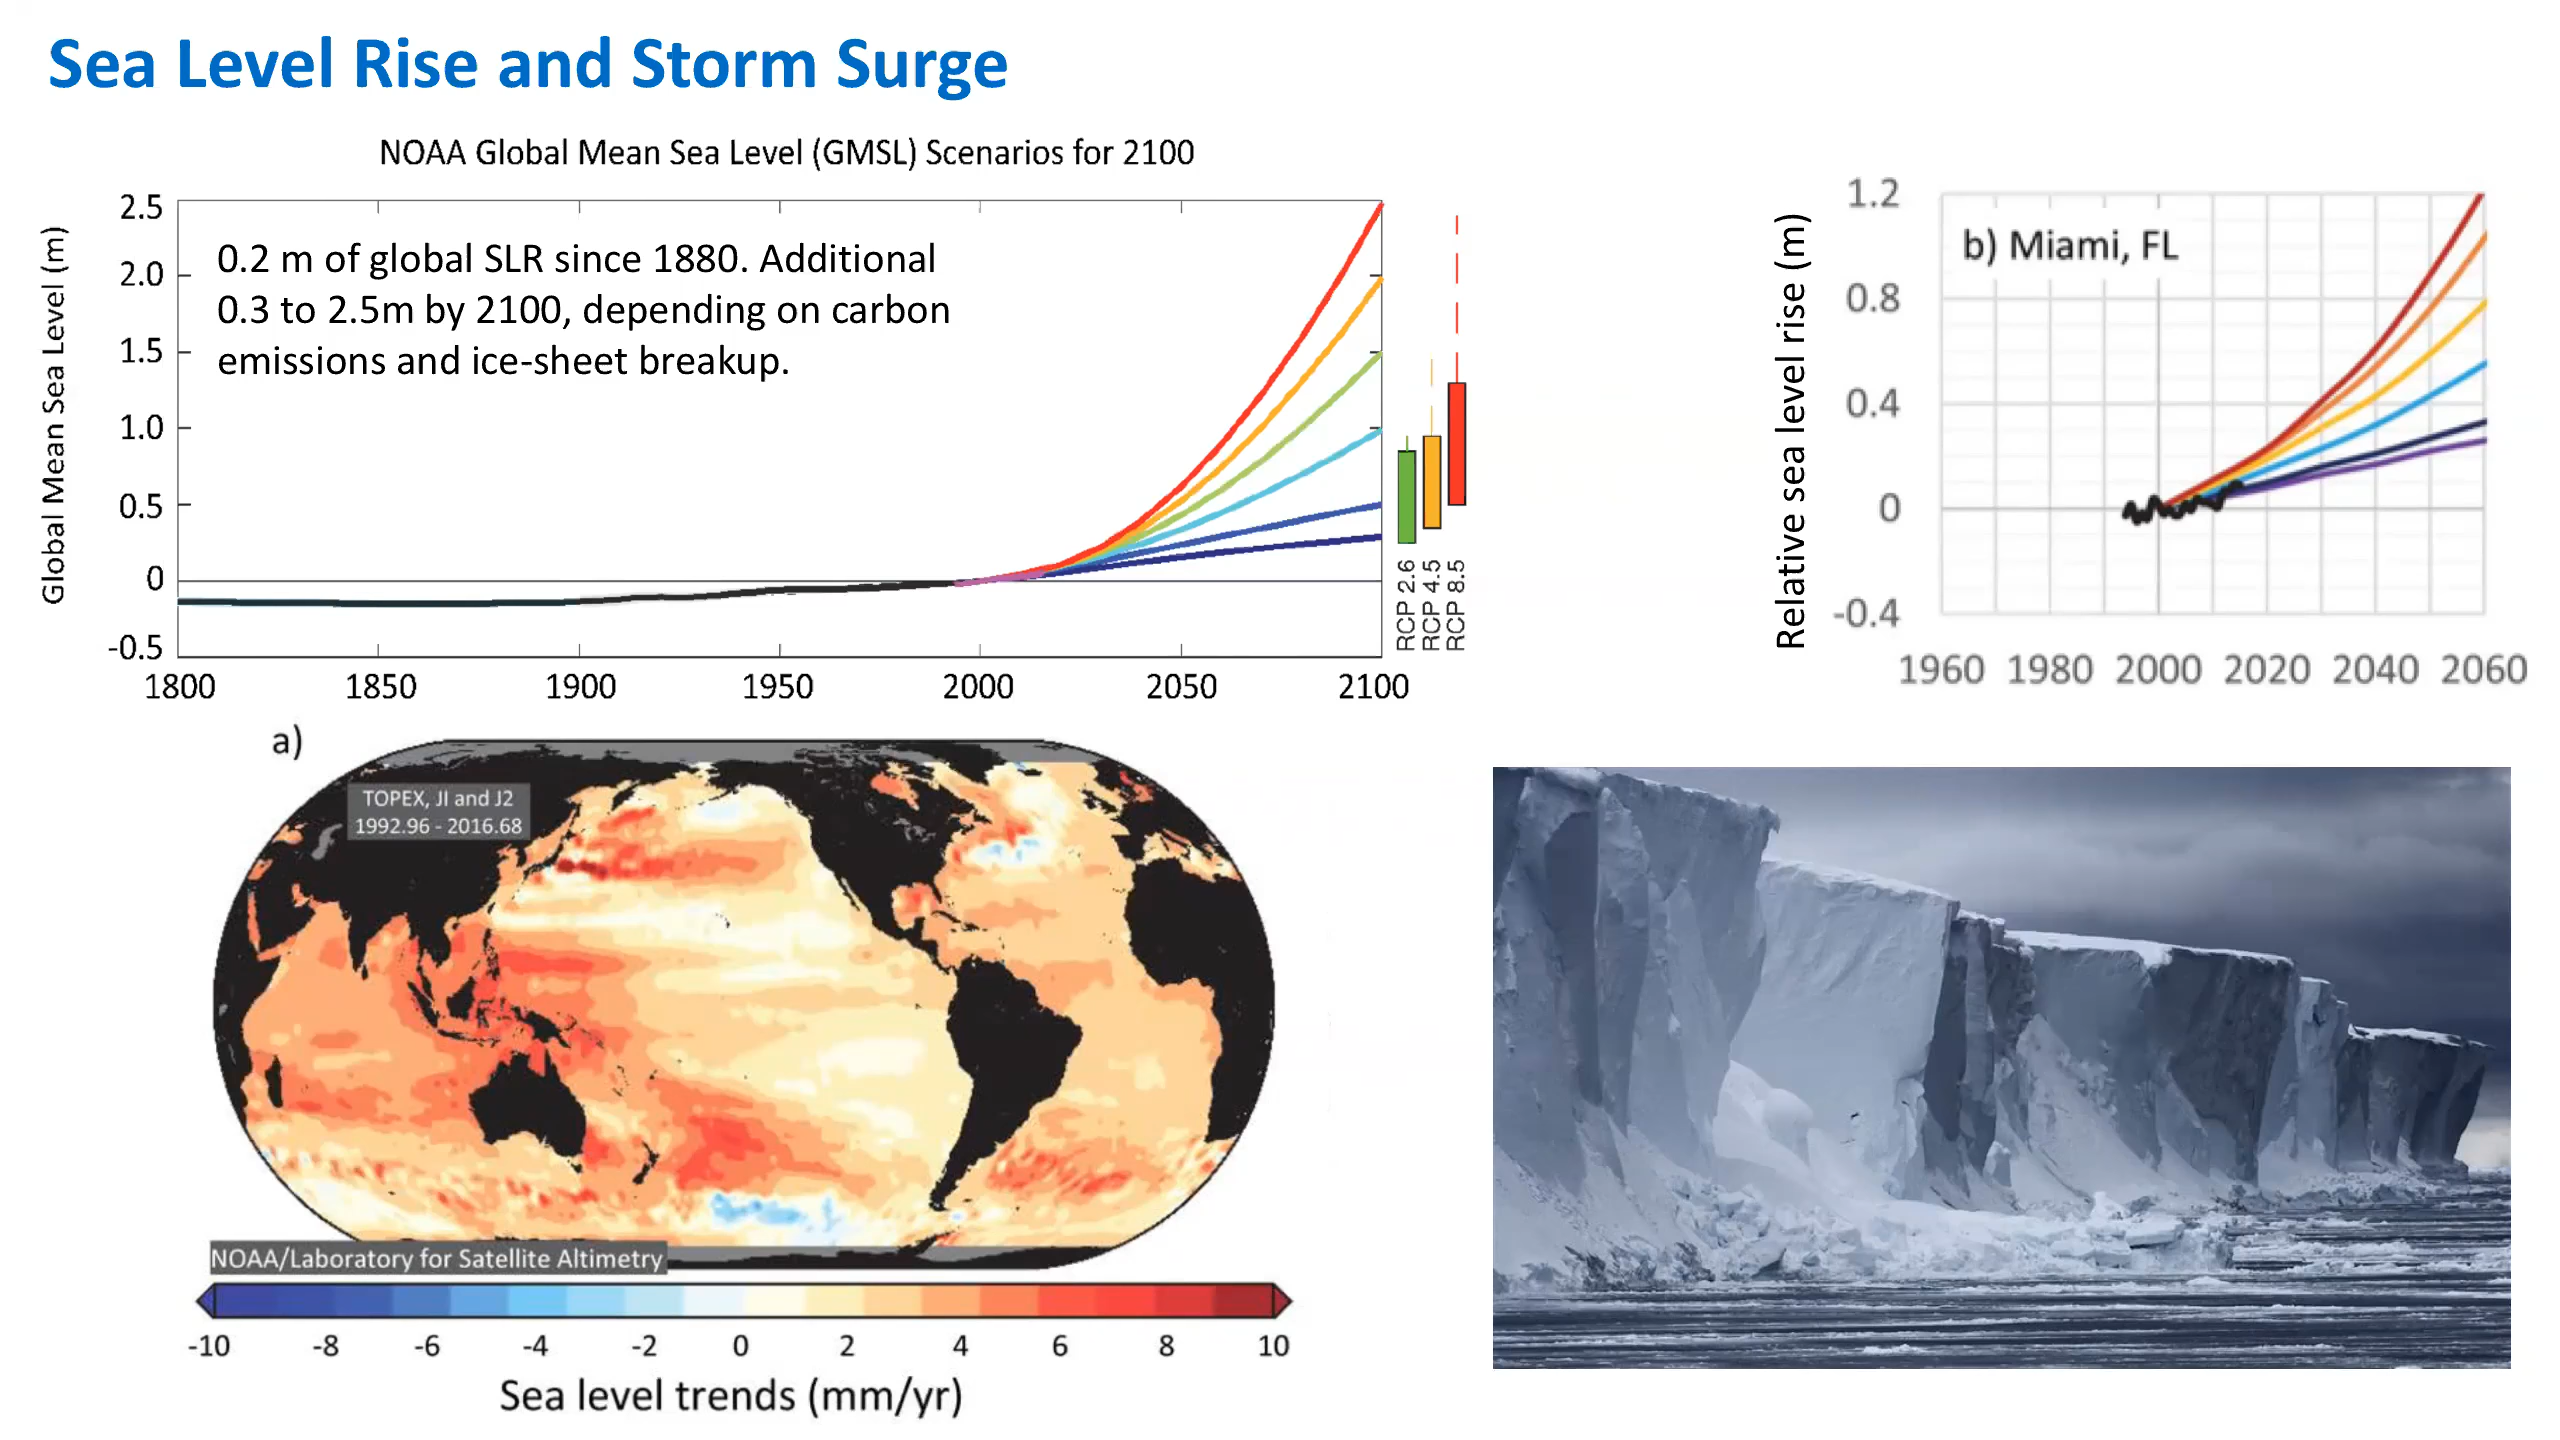 Sea Level Rise and Storm Surge
NOAA Global Mean Sea Level (GMSL) Scenarios for 2100
Global Mean Sea Level (m)
2.5
2.0
1.5
1.0
0.5
0
-0.5
0.2 m of global SLR since 1880. Additional
0.3 to 2.5m by 2100, depending on carbon
emissions and ice-sheet breakup.
1800 1850 1900 1950 2000 2050 2100
RCP 2.6
RCP 4.5
RCP 8.5
Relative sea level rise (m)
1.2
0.8
0.4
0
-0.4
b) Miami, FL
1960 1980 2000 2020 2040 2060
a)
TOPEX, JI and J2
1992.96 - 2016.68
NOAA/Laboratory for Satellite Altimetry
-10 -8 -6 -4 -2 0 2 4 6 8 10
Sea level trends (mm/yr)